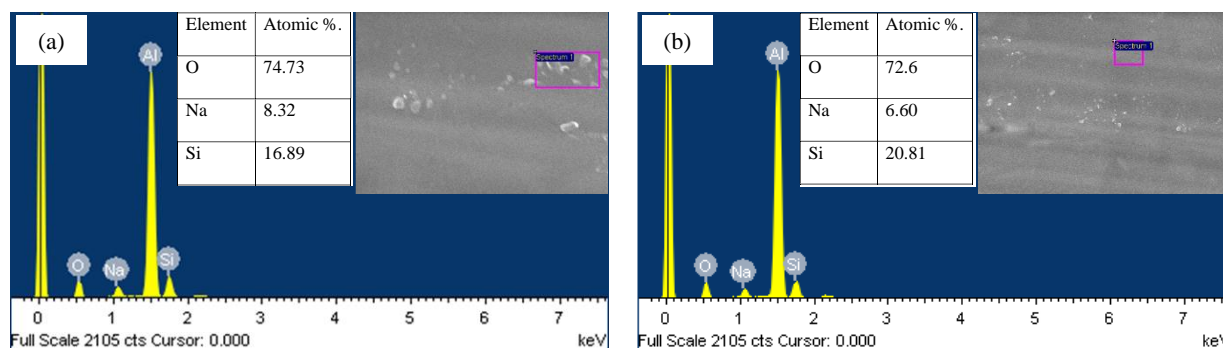 (a)
Element Atomic %.
O 74.73
Na 8.32
Si 16.89
Spectrum 1
Al
O
Na
Si
0 1 2 3 4 5 6 7
Full Scale 2105 cts Cursor: 0.000 keV
(b)
Element Atomic %.
O 72.6
Na 6.60
Si 20.81
Spectrum 1
Al
O
Na
Si
0 1 2 3 4 5 6 7
Full Scale 2105 cts Cursor: 0.000 keV